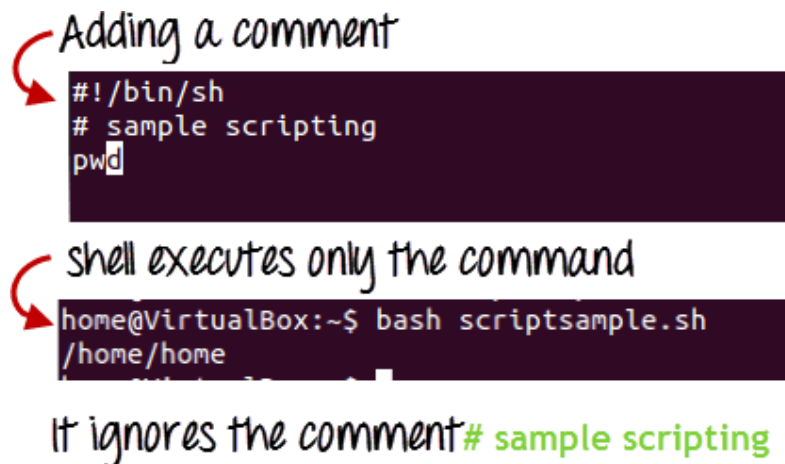 Adding a comment
#!/bin/sh
# sample scripting
pwd
shell executes only the command
home@VirtualBox:~$ bash scriptsample.sh
/home/home
It ignores the comment# sample scripting